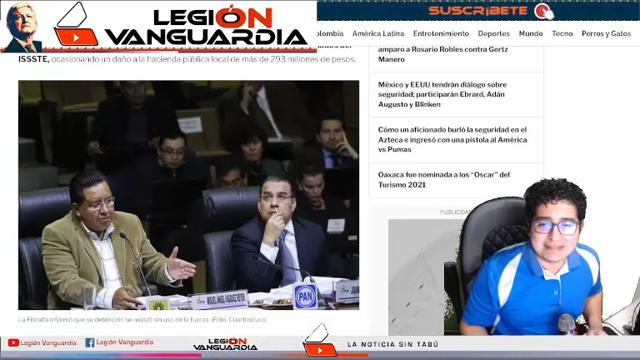 LEGIÓN
VANGUARDIA
SUSCRIBETE
olombia América Latina Entretenimiento Deportes Mundo Tecno Perros y Gatos
ISSSTE, ocasionando un daño a la hacienda pública local de más de 293 millones de pesos.
amparo a Rosario Robles contra Gertz
Manero
México y EEUU tendrán diálogo sobre
seguridad; participarán Ebrard, Adán
Augusto y Blinken
Cómo un aficionado burló la seguridad en el
Azteca e ingresó con una pistola al América
vs Pumas
Oaxaca fue nominada a los "Oscar" del
Turismo 2021
PUBLICIDAD
MIGUEL ÁNGEL
PAN
La Fiscalía informó que su detención se realizó sin uso de la fuerza. (Foto: Cuartoscuro)
Legión Vanguardia
Legión Vanguardia
LEGIÓN
VANGUARDIA
LA NOTICIA SIN TABÚ